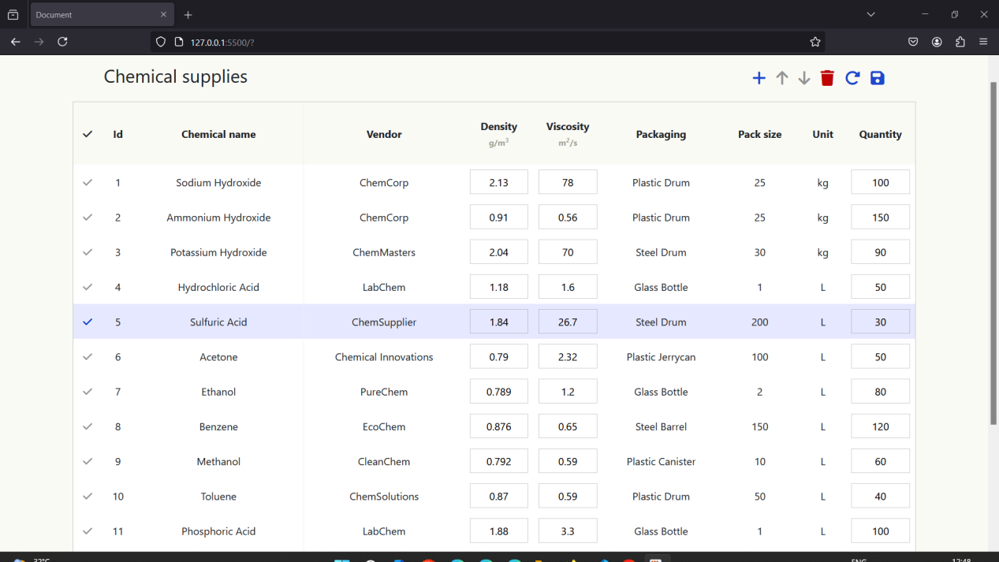 Document
127.0.0.1:5500/?
Chemical supplies
Id Chemical name Vendor Density g/m³ Viscosity m²/s Packaging Pack size Unit Quantity
1 Sodium Hydroxide ChemCorp 2.13 78 Plastic Drum 25 kg 100
2 Ammonium Hydroxide ChemCorp 0.91 0.56 Plastic Drum 25 kg 150
3 Potassium Hydroxide ChemMasters 2.04 70 Steel Drum 30 kg 90
4 Hydrochloric Acid LabChem 1.18 1.6 Glass Bottle 1 L 50
5 Sulfuric Acid ChemSupplier 1.84 26.7 Steel Drum 200 L 30
6 Acetone Chemical Innovations 0.79 2.32 Plastic Jerrycan 100 L 50
7 Ethanol PureChem 0.789 1.2 Glass Bottle 2 L 80
8 Benzene EcoChem 0.876 0.65 Steel Barrel 150 L 120
9 Methanol CleanChem 0.792 0.59 Plastic Canister 10 L 60
10 Toluene ChemSolutions 0.87 0.59 Plastic Drum 50 L 40
11 Phosphoric Acid LabChem 1.88 3.3 Glass Bottle 1 L 100
32°C ENG 12:48